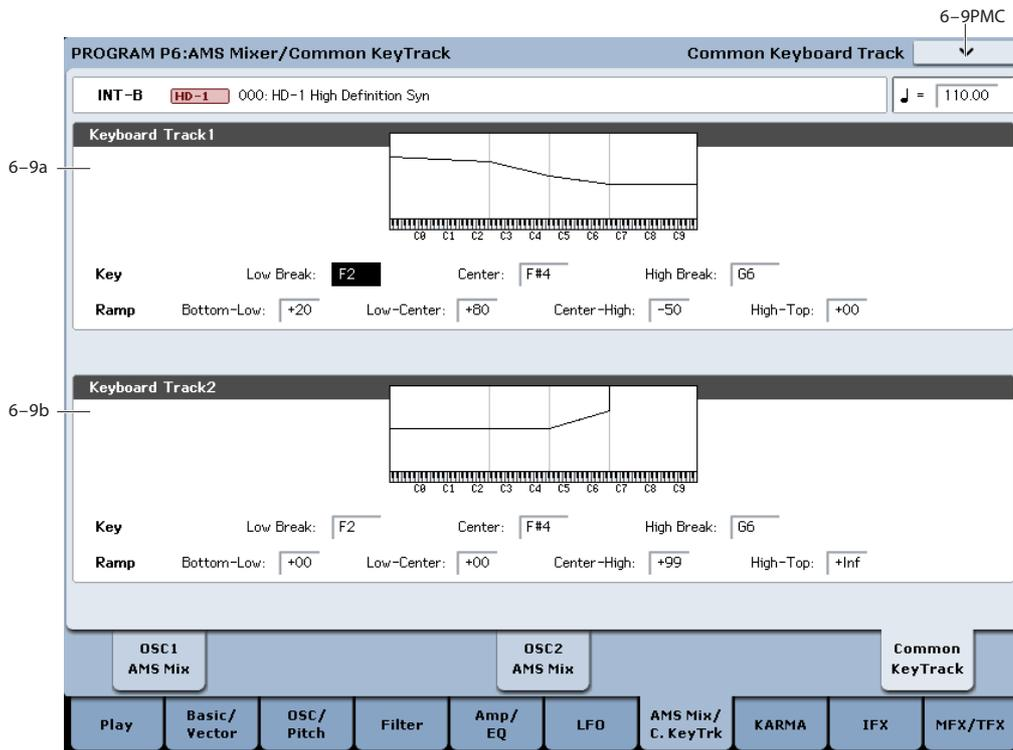 6–9PMC
PROGRAM P6:AMS Mixer/Common KeyTrack Common Keyboard Track
INT-B HD-1 000: HD-1 High Definition Syn ♩ = 110.00
Keyboard Track1
6–9a
C0 C1 C2 C3 C4 C5 C6 C7 C8 C9
Key Low Break: F2 Center: F#4 High Break: G6
Ramp Bottom-Low: +20 Low-Center: +80 Center-High: -50 High-Top: +00
Keyboard Track2
6–9b
C0 C1 C2 C3 C4 C5 C6 C7 C8 C9
Key Low Break: F2 Center: F#4 High Break: G6
Ramp Bottom-Low: +00 Low-Center: +00 Center-High: +99 High-Top: +Inf
OSC1 OSC2 Common
AMS Mix AMS Mix KeyTrack
Play Basic/ OSC/ Filter Amp/ LFO AMS Mix/ KARMA IFX MFX/TFX
Vector Pitch EQ C. KeyTrk